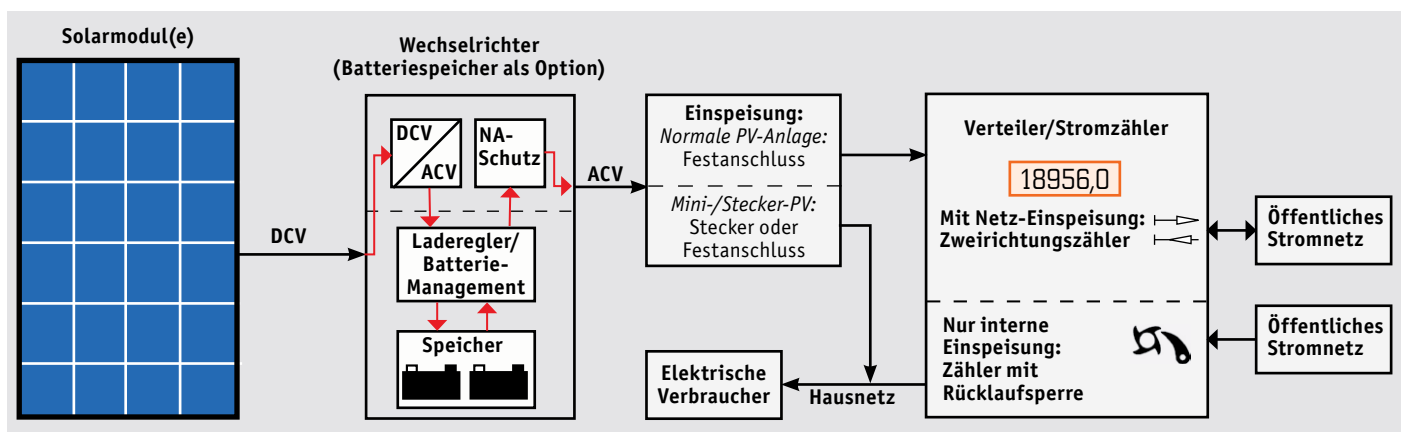 Solarmodul(e)
Wechselrichter
(Batteriespeicher als Option)
DCV
DCV
ACV
NA-
Schutz
Laderegler/
Batterie-
Management
Speicher
ACV
Einspeisung:
Normale PV-Anlage:
Festanschluss
Mini-/Stecker-PV:
Stecker oder
Festanschluss
Verteiler/Stromzähler
18956,0
Mit Netz-Einspeisung:
Zweirichtungszähler
Öffentliches
Stromnetz
Nur interne
Einspeisung:
Zähler mit
Rücklaufsperre
Öffentliches
Stromnetz
Elektrische
Verbraucher
Hausnetz